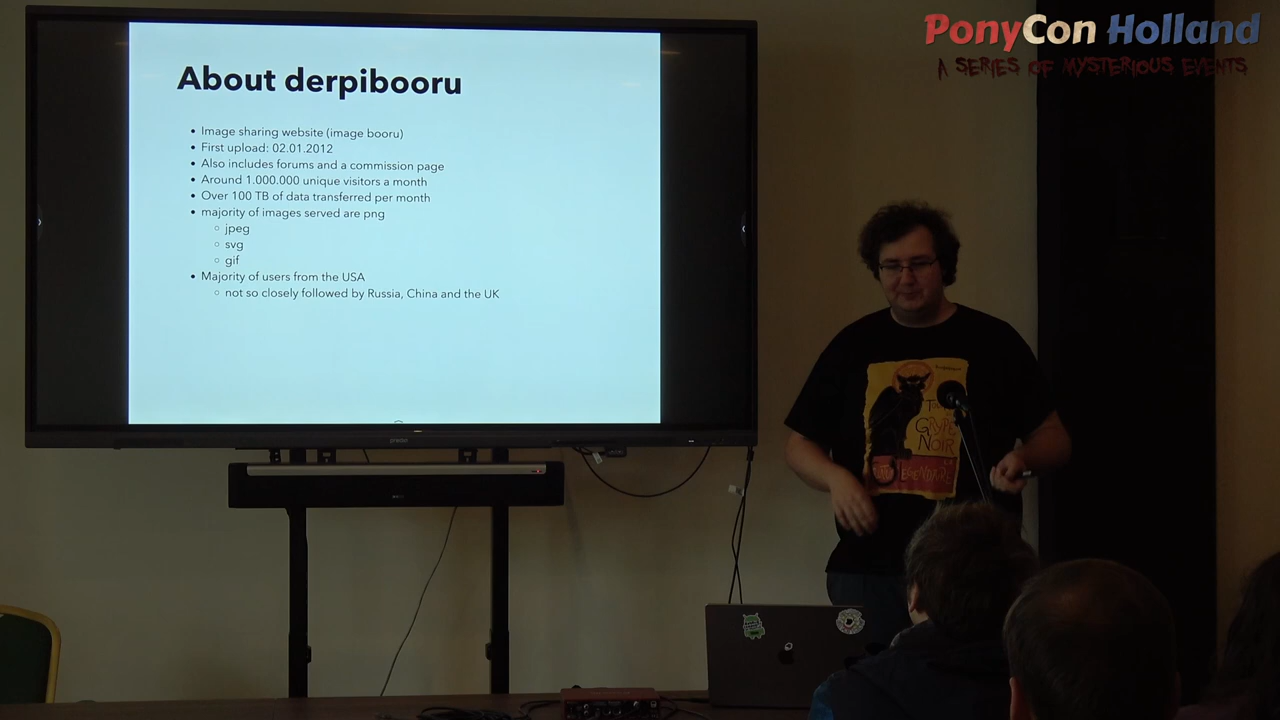 PonyCon Holland
A SERIES OF MYSTERIOUS EVENTS
About derpibooru
• Image sharing website (image booru)
• First upload: 02.01.2012
• Also includes forums and a commission page
• Around 1.000.000 unique visitors a month
• Over 100 TB of data transferred per month
• majority of images served are png
○ jpeg
○ svg
○ gif
• Majority of users from the USA
○ not so closely followed by Russia, China and the UK
GRYPH
NOIR